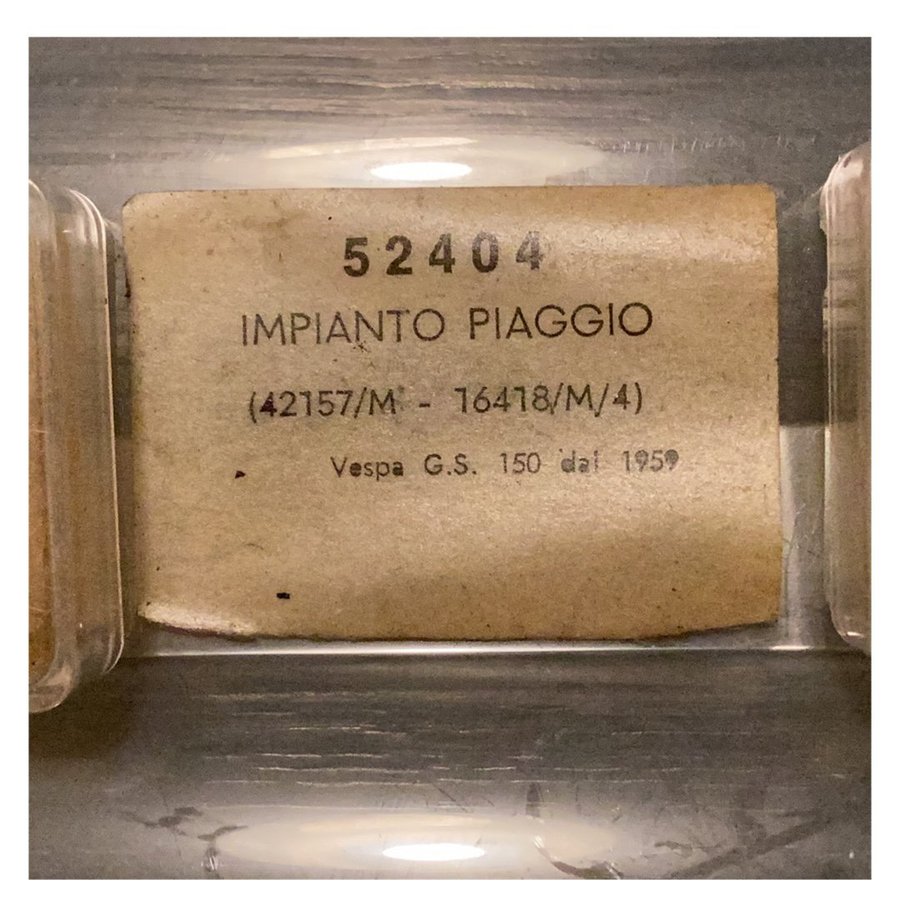 52404
IMPIANTO PIAGGIO
(42157/M - 16418/M/4)
Vespa G.S. 150 dal 1959